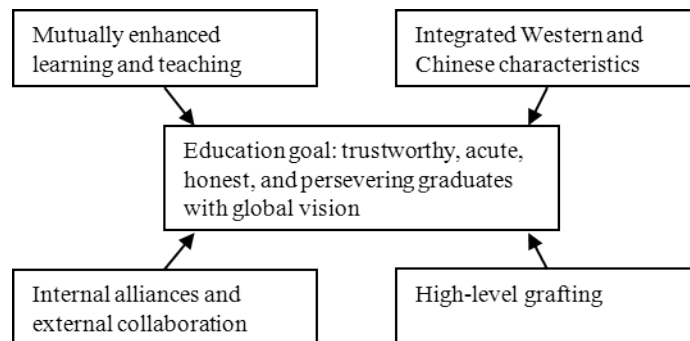 Mutually enhanced
learning and teaching
Integrated Western and
Chinese characteristics
Education goal: trustworthy, acute,
honest, and persevering graduates
with global vision
Internal alliances and
external collaboration
High-level grafting